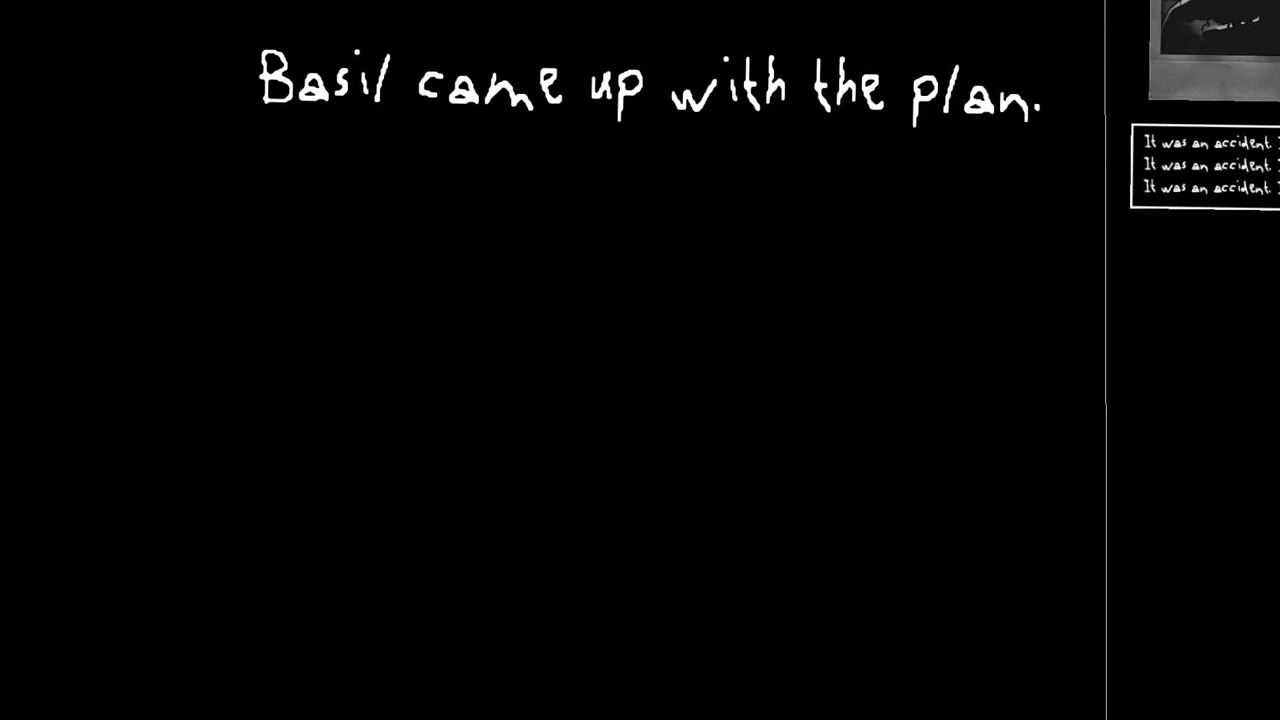 Basil came up with the plan.
It was an accident.
It was an accident.
It was an accident.